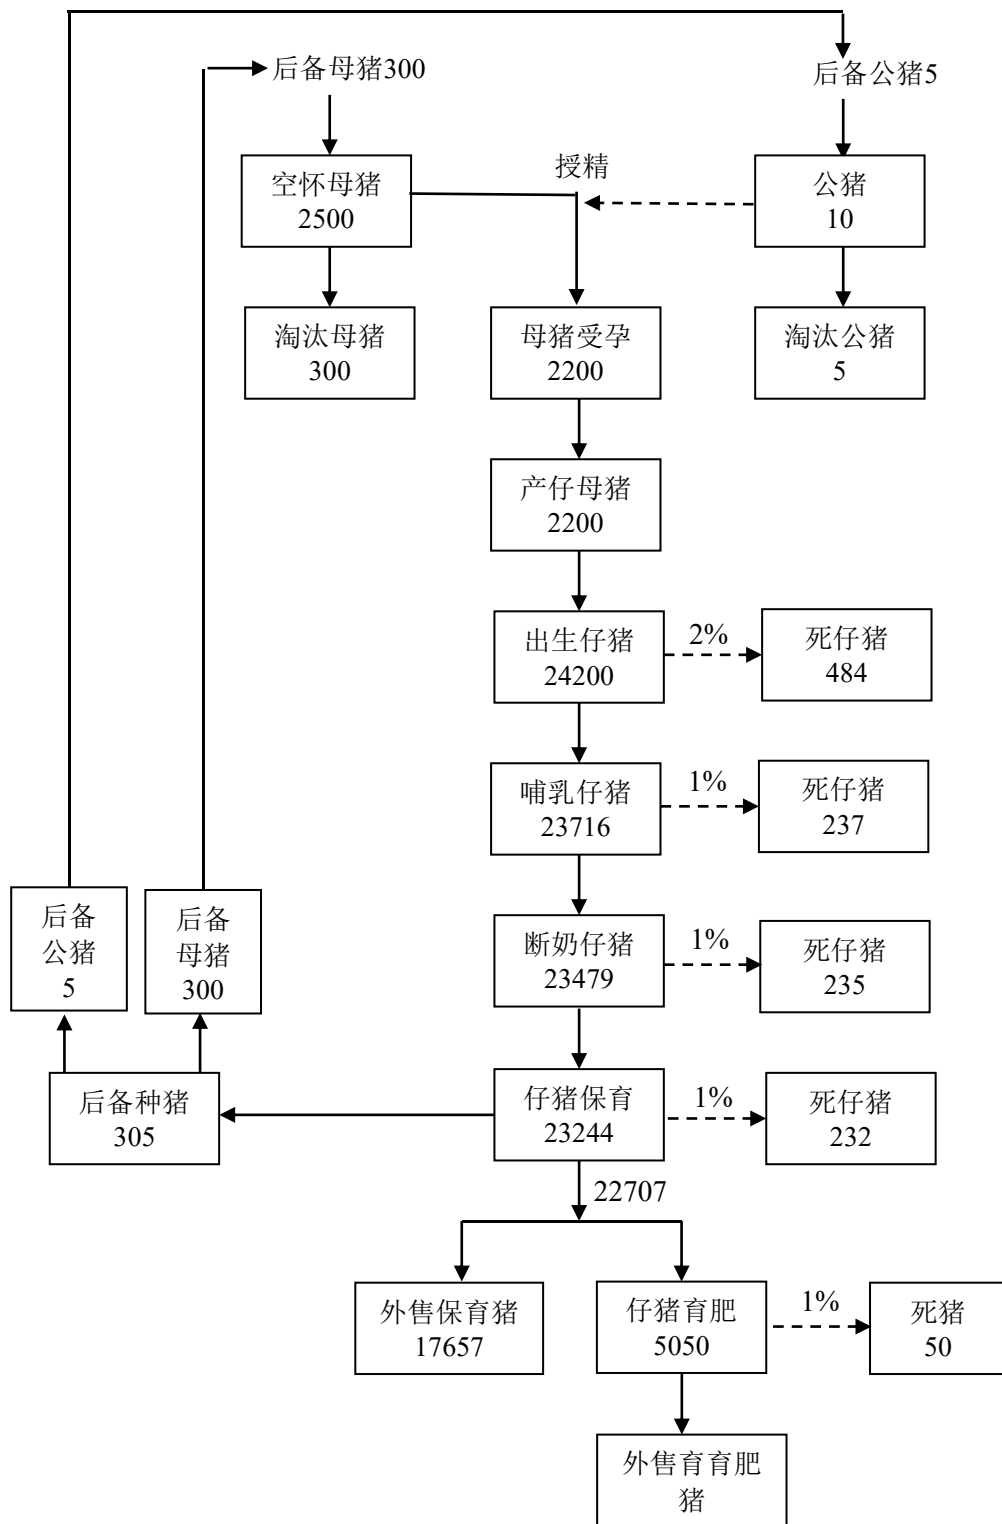 后备母猪300
后备公猪5
空怀母猪
2500
授精
公猪
10
淘汰母猪
300
母猪受孕
2200
淘汰公猪
5
产仔母猪
2200
出生仔猪
24200
2%
死仔猪
484
哺乳仔猪
23716
1%
死仔猪
237
后备
公猪
5
后备
母猪
300
断奶仔猪
23479
1%
死仔猪
235
后备种猪
305
仔猪保育
23244
1%
死仔猪
232
22707
外售保育猪
17657
仔猪育肥
5050
1%
死猪
50
外售育育肥
猪